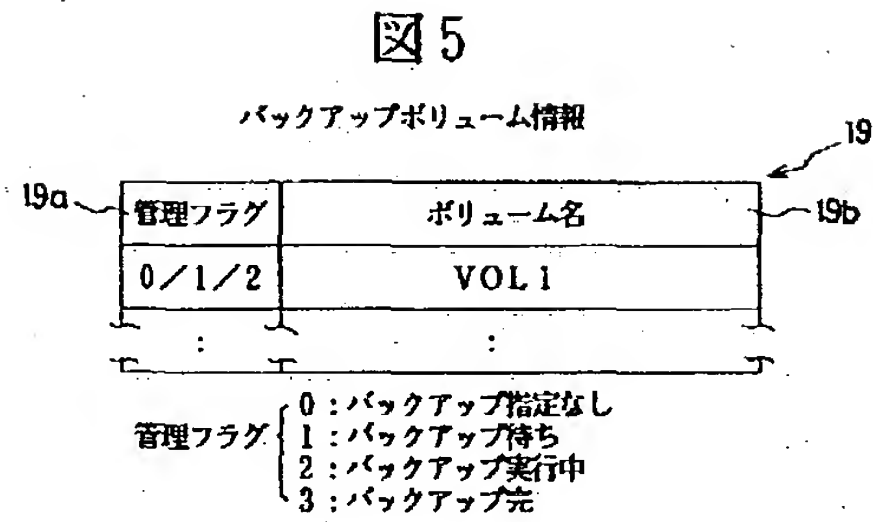 図5
バックアップボリューム情報
19
19a 管理フラグ ボリューム名 19b
0/1/2 VOL1
: :
管理フラグ
0:バックアップ指定なし
1:バックアップ待ち
2:バックアップ実行中
3:バックアップ完